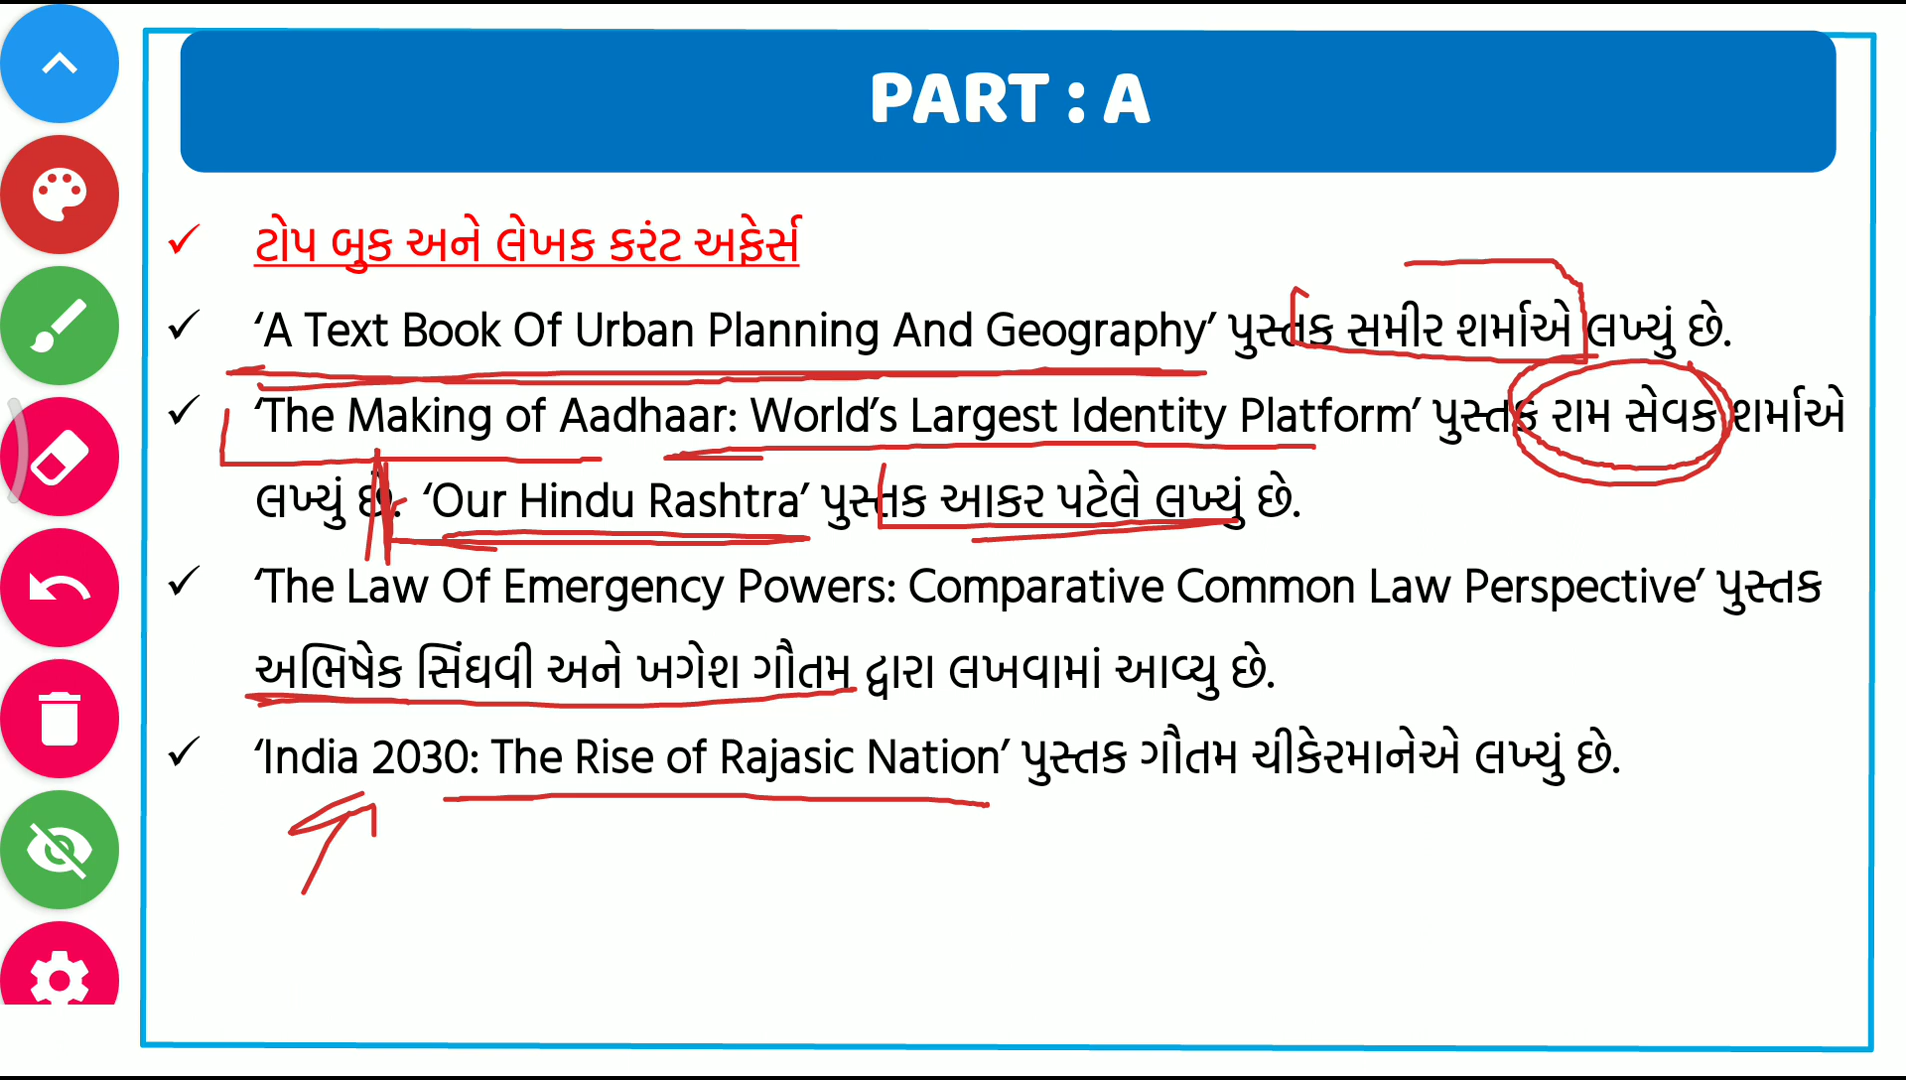 PART : A
ટોપ બુક અને લેખક કરંટ અફેર્સ
‘A Text Book Of Urban Planning And Geography’ પુસ્તક સમીર શર્માએ લખ્યું છે.
‘The Making of Aadhaar: World’s Largest Identity Platform’ પુસ્તક રામ સેવક શર્માએ
લખ્યું છે. ‘Our Hindu Rashtra’ પુસ્તક આકર પટેલે લખ્યું છે.
‘The Law Of Emergency Powers: Comparative Common Law Perspective’ પુસ્તક
અભિષેક સિંઘવી અને ખગેશ ગૌતમ દ્વારા લખવામાં આવ્યુ છે.
‘India 2030: The Rise of Rajasic Nation’ પુસ્તક ગૌતમ ચીકેરમાનેએ લખ્યું છે.